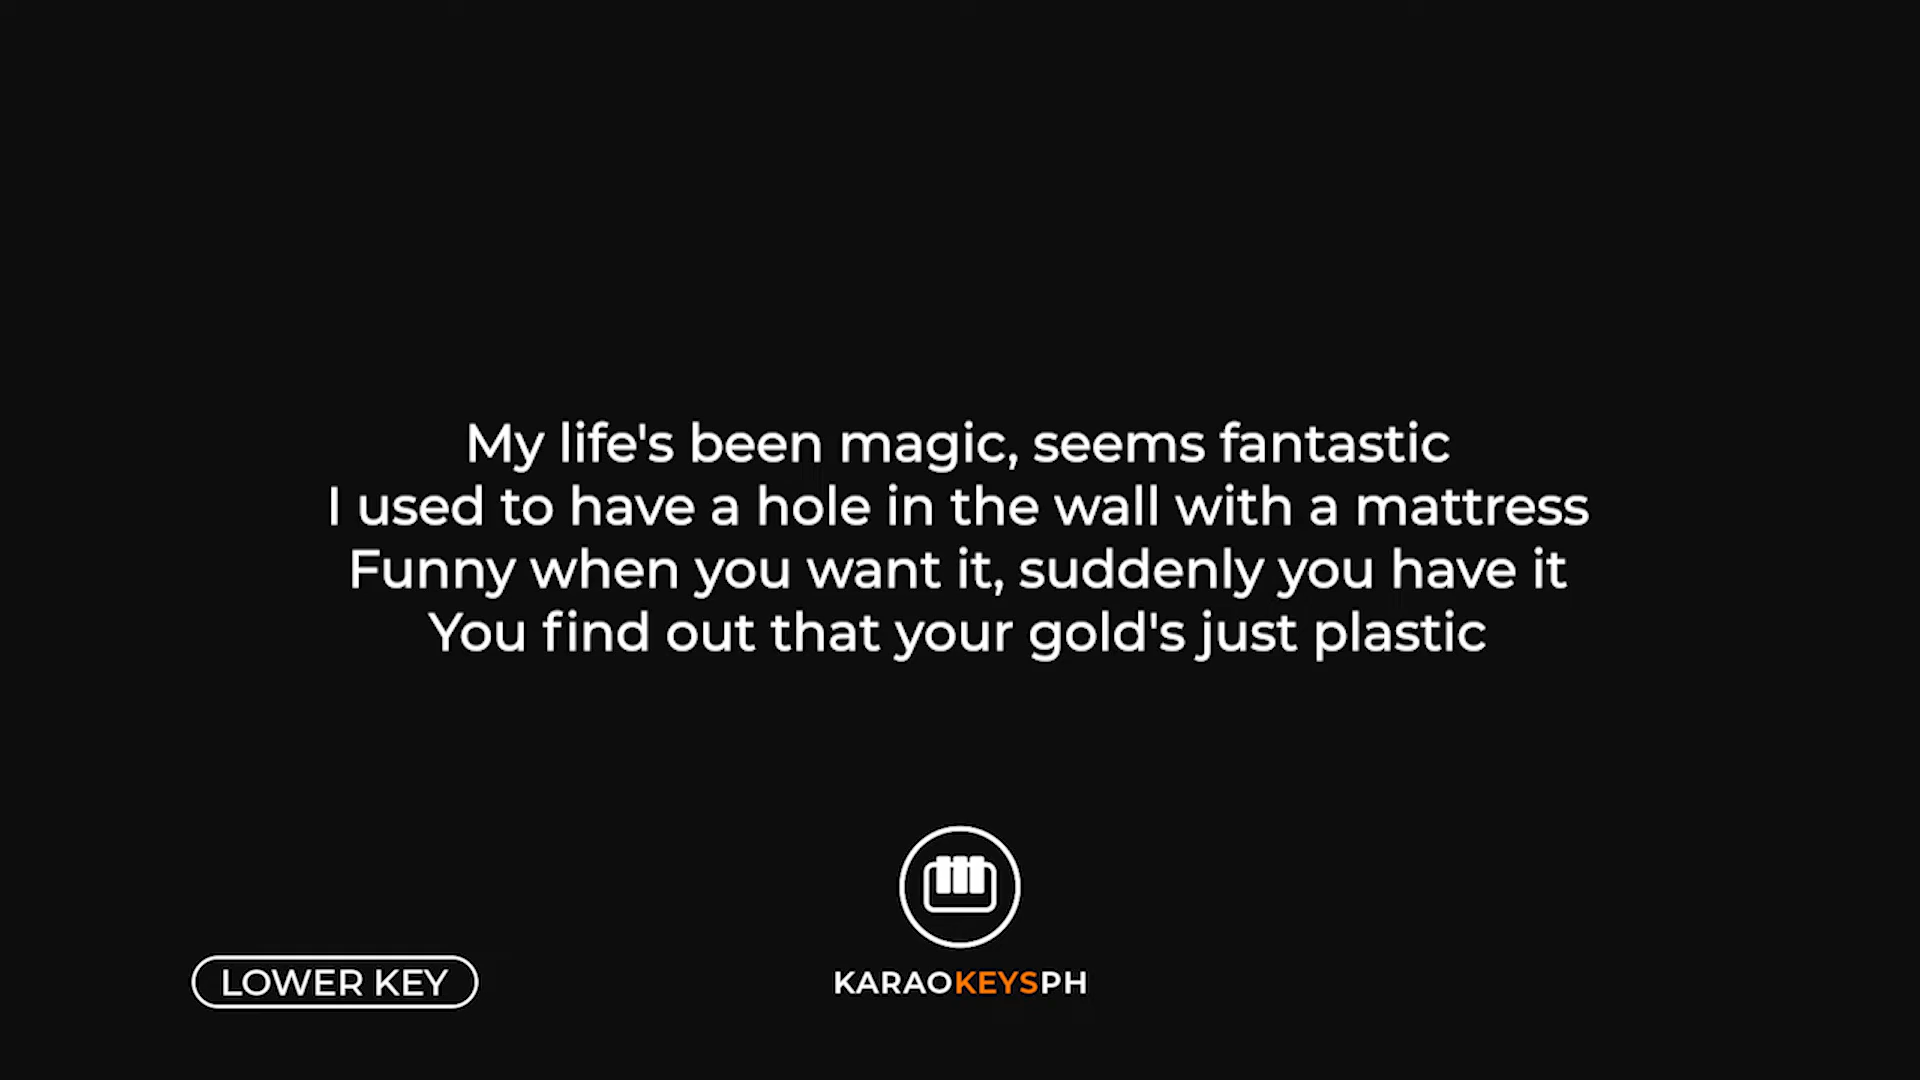 My life's been magic, seems fantastic
I used to have a hole in the wall with a mattress
Funny when you want it, suddenly you have it
You find out that your gold's just plastic
LOWER KEY
KARAOKEYSPH